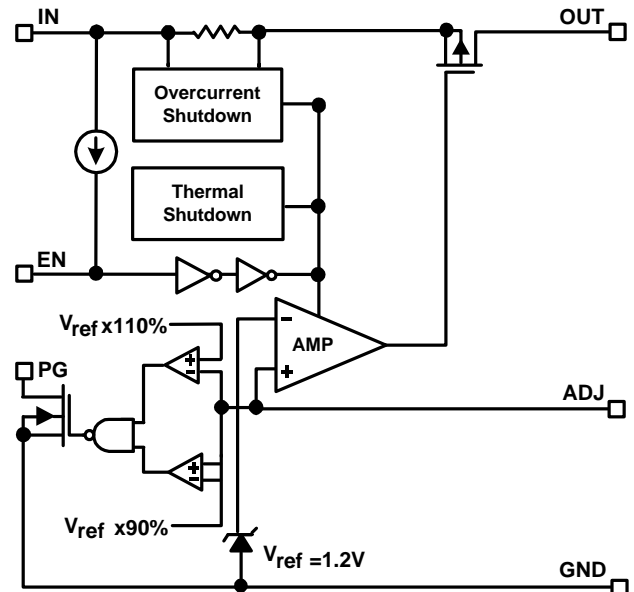 IN
OUT
Overcurrent
Shutdown
Thermal
Shutdown
EN
Vref x110%
+
-
PG
-
AMP
+
ADJ
+
-
Vref x90%
Vref =1.2V
GND